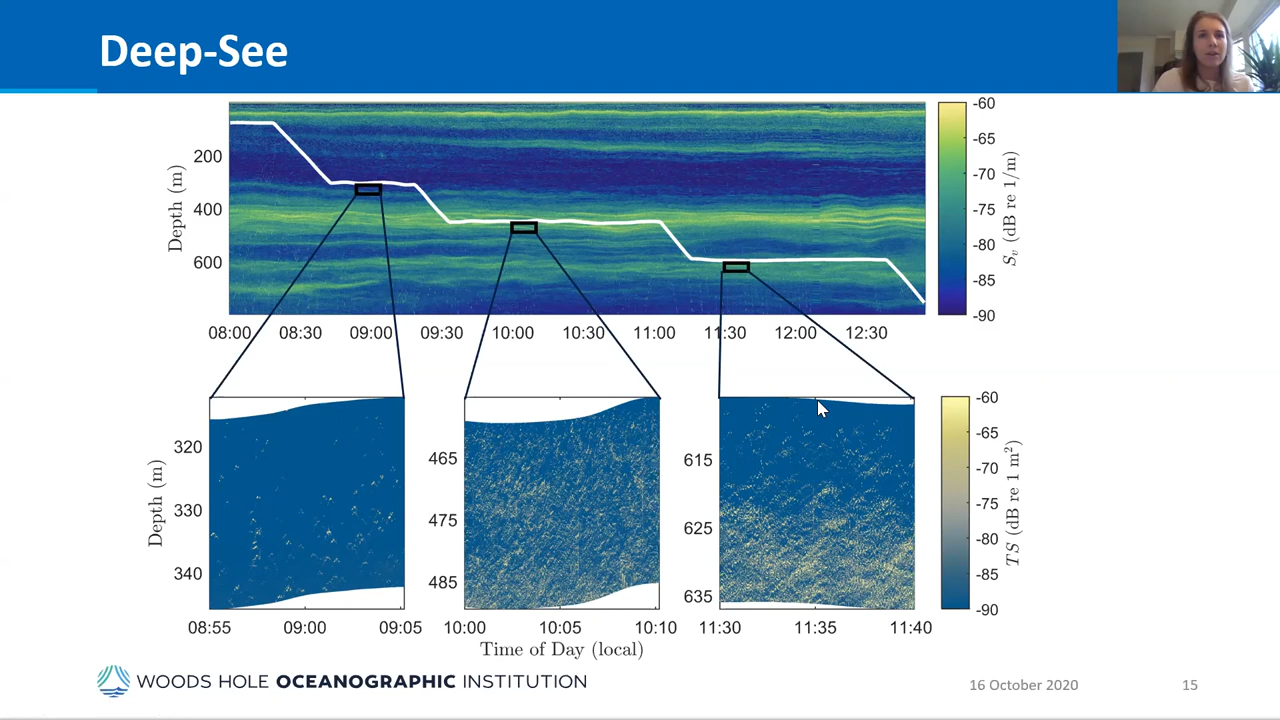 Deep-See
Depth (m)
200
400
600
08:00 08:30 09:00 09:30 10:00 10:30 11:00 11:30 12:00 12:30
-60
-65
-70
-75
-80
-85
-90
Sv (dB re 1/m)
Depth (m)
320
330
340
08:55 09:00 09:05
465
475
485
10:00 10:05 10:10
615
625
635
11:30 11:35 11:40
Time of Day (local)
-60
-65
-70
-75
-80
-85
-90
TS (dB re 1 m²)
WOODS HOLE OCEANOGRAPHIC INSTITUTION
16 October 2020
15